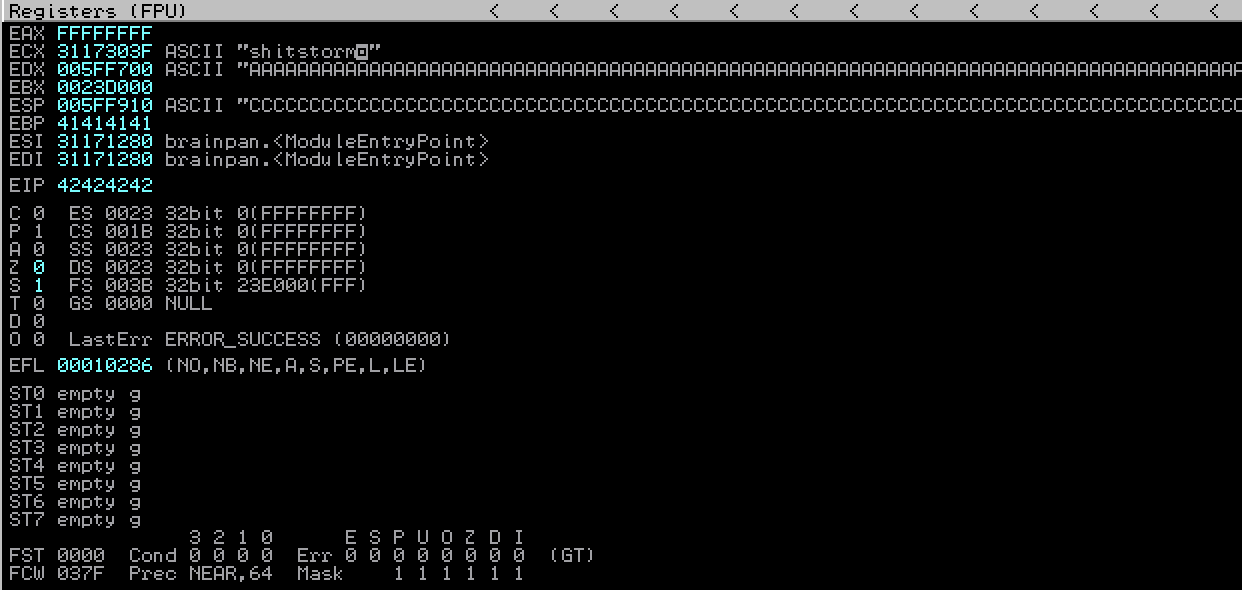 Registers (FPU) < < < < < < < < < < < < <
EAX FFFFFFFF
ECX 3117303F ASCII "shitstorm◙"
EDX 005FF700 ASCII "AAAAAAAAAAAAAAAAAAAAAAAAAAAAAAAAAAAAAAAAAAAAAAAAAAAAAAAAAAAAAAAAAAAAAAAAAAAAAAAAAAA
EBX 0023D000
ESP 005FF910 ASCII "CCCCCCCCCCCCCCCCCCCCCCCCCCCCCCCCCCCCCCCCCCCCCCCCCCCCCCCCCCCCCCCCCCCCCCCCCCCCCCCCCCC
EBP 41414141
ESI 31171280 brainpan.<ModuleEntryPoint>
EDI 31171280 brainpan.<ModuleEntryPoint>
EIP 42424242
C 0 ES 0023 32bit 0(FFFFFFFF)
P 1 CS 001B 32bit 0(FFFFFFFF)
A 0 SS 0023 32bit 0(FFFFFFFF)
Z 0 DS 0023 32bit 0(FFFFFFFF)
S 1 FS 003B 32bit 23E000(FFF)
T 0 GS 0000 NULL
D 0
O 0 LastErr ERROR_SUCCESS (00000000)
EFL 00010286 (NO,NB,NE,A,S,PE,L,LE)
ST0 empty g
ST1 empty g
ST2 empty g
ST3 empty g
ST4 empty g
ST5 empty g
ST6 empty g
ST7 empty g
3 2 1 0 E S P U O Z D I
FST 0000 Cond 0 0 0 0 Err 0 0 0 0 0 0 0 0 (GT)
FCW 037F Prec NEAR,64 Mask 1 1 1 1 1 1